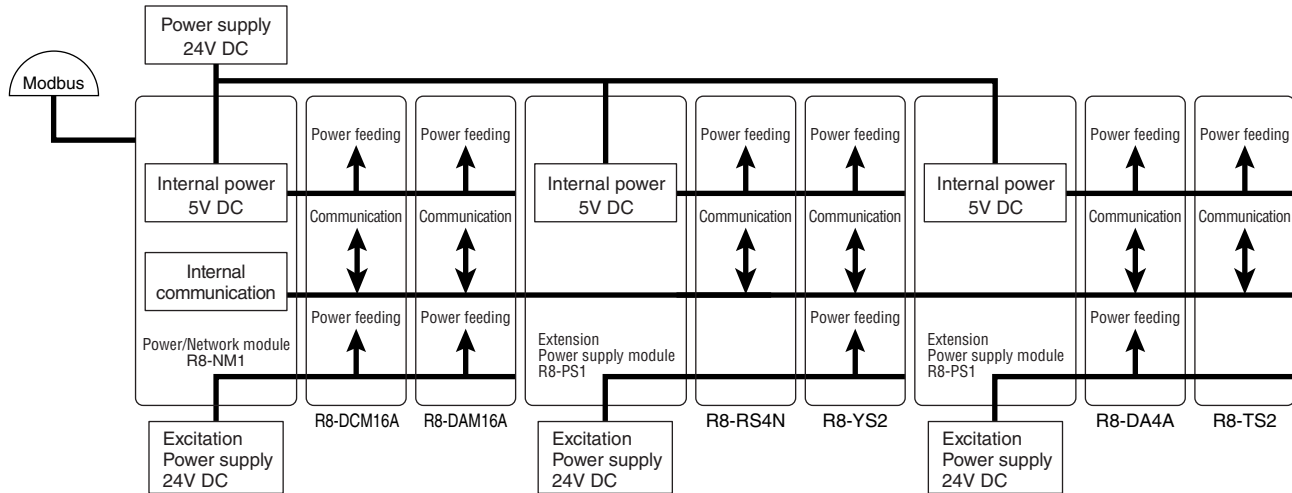 Power supply
24V DC
Modbus
Power feeding
Power feeding
Power feeding
Power feeding
Power feeding
Power feeding
Internal power
5V DC
Internal power
5V DC
Internal power
5V DC
Communication
Communication
Communication
Communication
Communication
Communication
Internal
communication
Power feeding
Power feeding
Power feeding
Power feeding
Power/Network module
R8-NM1
Extension
Power supply module
R8-PS1
Extension
Power supply module
R8-PS1
R8-DCM16A
R8-DAM16A
R8-RS4N
R8-YS2
R8-DA4A
R8-TS2
Excitation
Power supply
24V DC
Excitation
Power supply
24V DC
Excitation
Power supply
24V DC